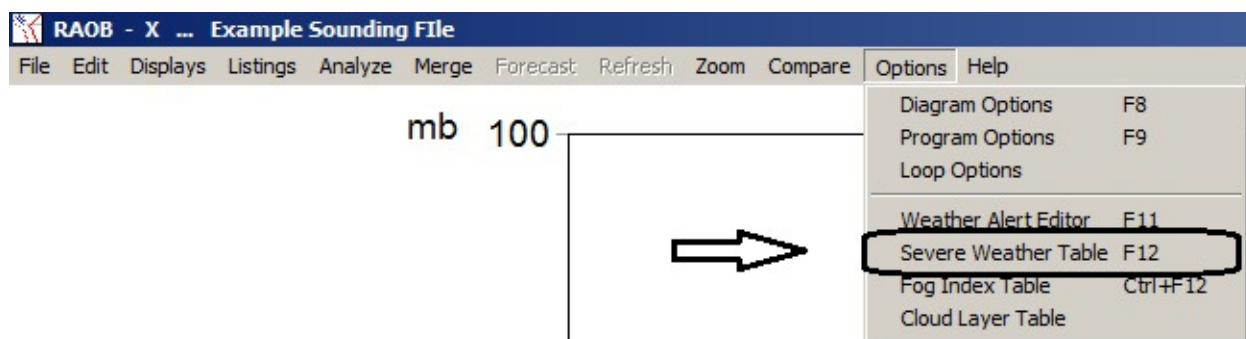 RAOB - X ... Example Sounding FIle
File Edit Displays Listings Analyze Merge Forecast Refresh Zoom Compare Options Help
mb 100
Diagram Options F8
Program Options F9
Loop Options
Weather Alert Editor F11
Severe Weather Table F12
Fog Index Table Ctrl+F12
Cloud Layer Table